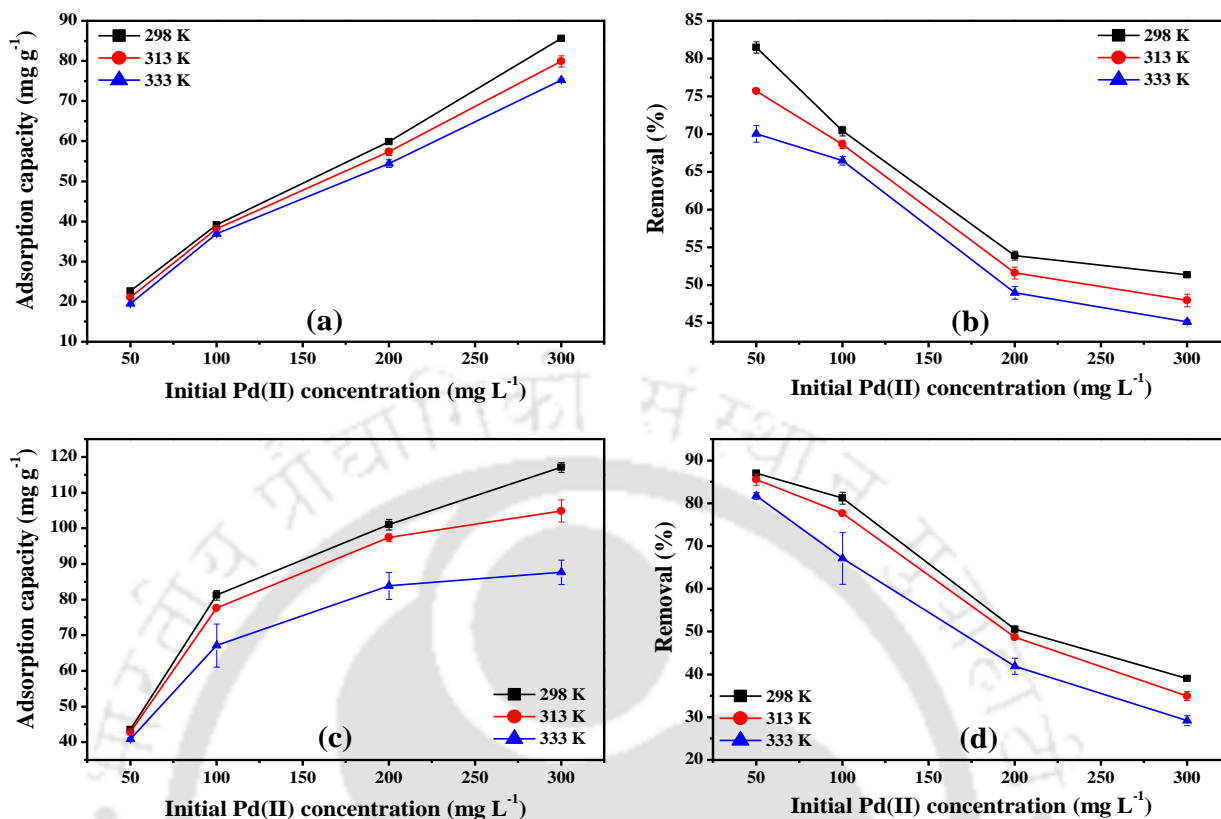 90
80
70
60
50
40
30
20
10
Adsorption capacity (mg g⁻¹)
298 K
313 K
333 K
(a)
50 100 150 200 250 300
Initial Pd(II) concentration (mg L⁻¹)
85
80
75
70
65
60
55
50
45
Removal (%)
298 K
313 K
333 K
(b)
50 100 150 200 250 300
Initial Pd(II) concentration (mg L⁻¹)
120
110
100
90
80
70
60
50
40
Adsorption capacity (mg g⁻¹)
298 K
313 K
333 K
(c)
50 100 150 200 250 300
Initial Pd(II) concentration (mg L⁻¹)
90
80
70
60
50
40
30
20
Removal (%)
298 K
313 K
333 K
(d)
50 100 150 200 250 300
Initial Pd(II) concentration (mg L⁻¹)